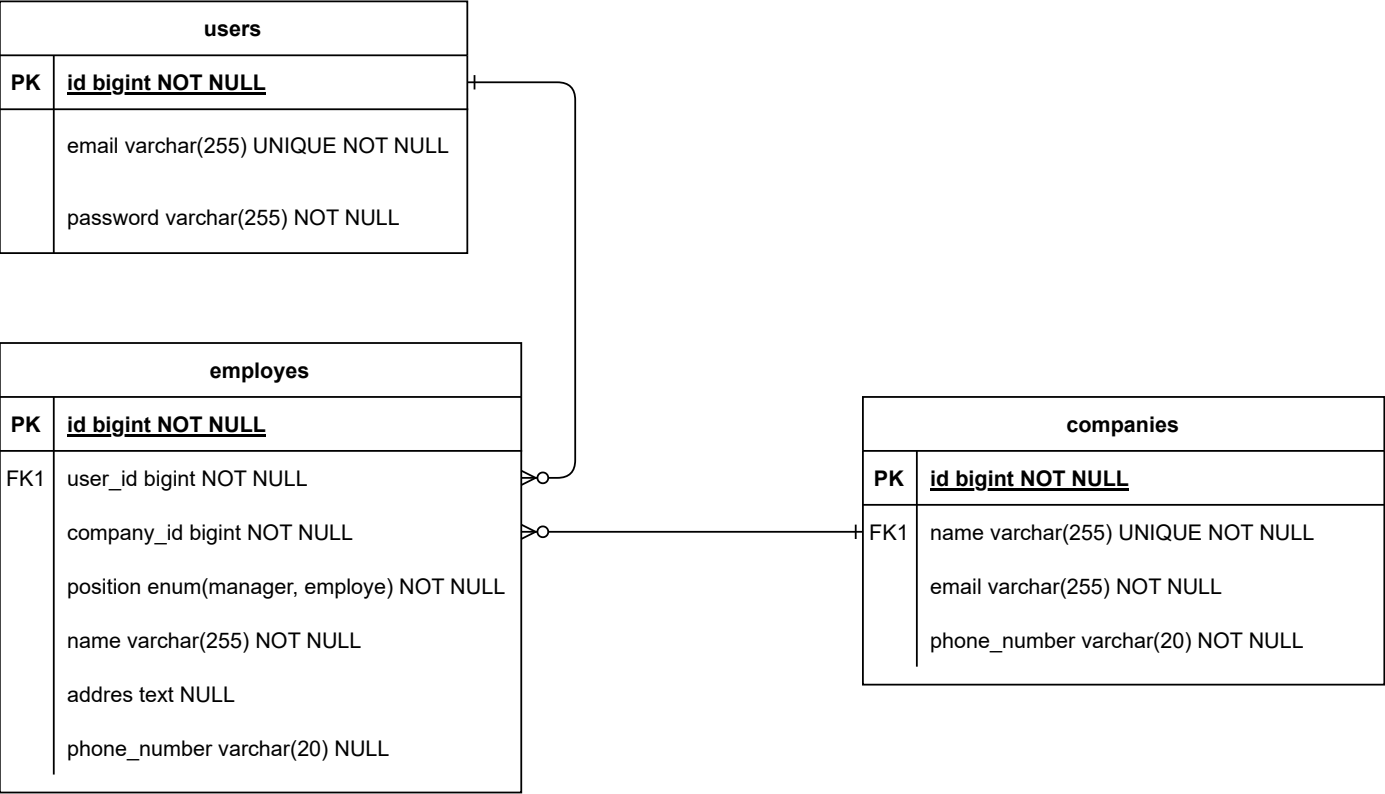 users
PK id bigint NOT NULL
email varchar(255) UNIQUE NOT NULL
password varchar(255) NOT NULL
employes
PK id bigint NOT NULL
FK1 user_id bigint NOT NULL
company_id bigint NOT NULL
position enum(manager, employe) NOT NULL
name varchar(255) NOT NULL
addres text NULL
phone_number varchar(20) NULL
companies
PK id bigint NOT NULL
FK1 name varchar(255) UNIQUE NOT NULL
email varchar(255) NOT NULL
phone_number varchar(20) NOT NULL